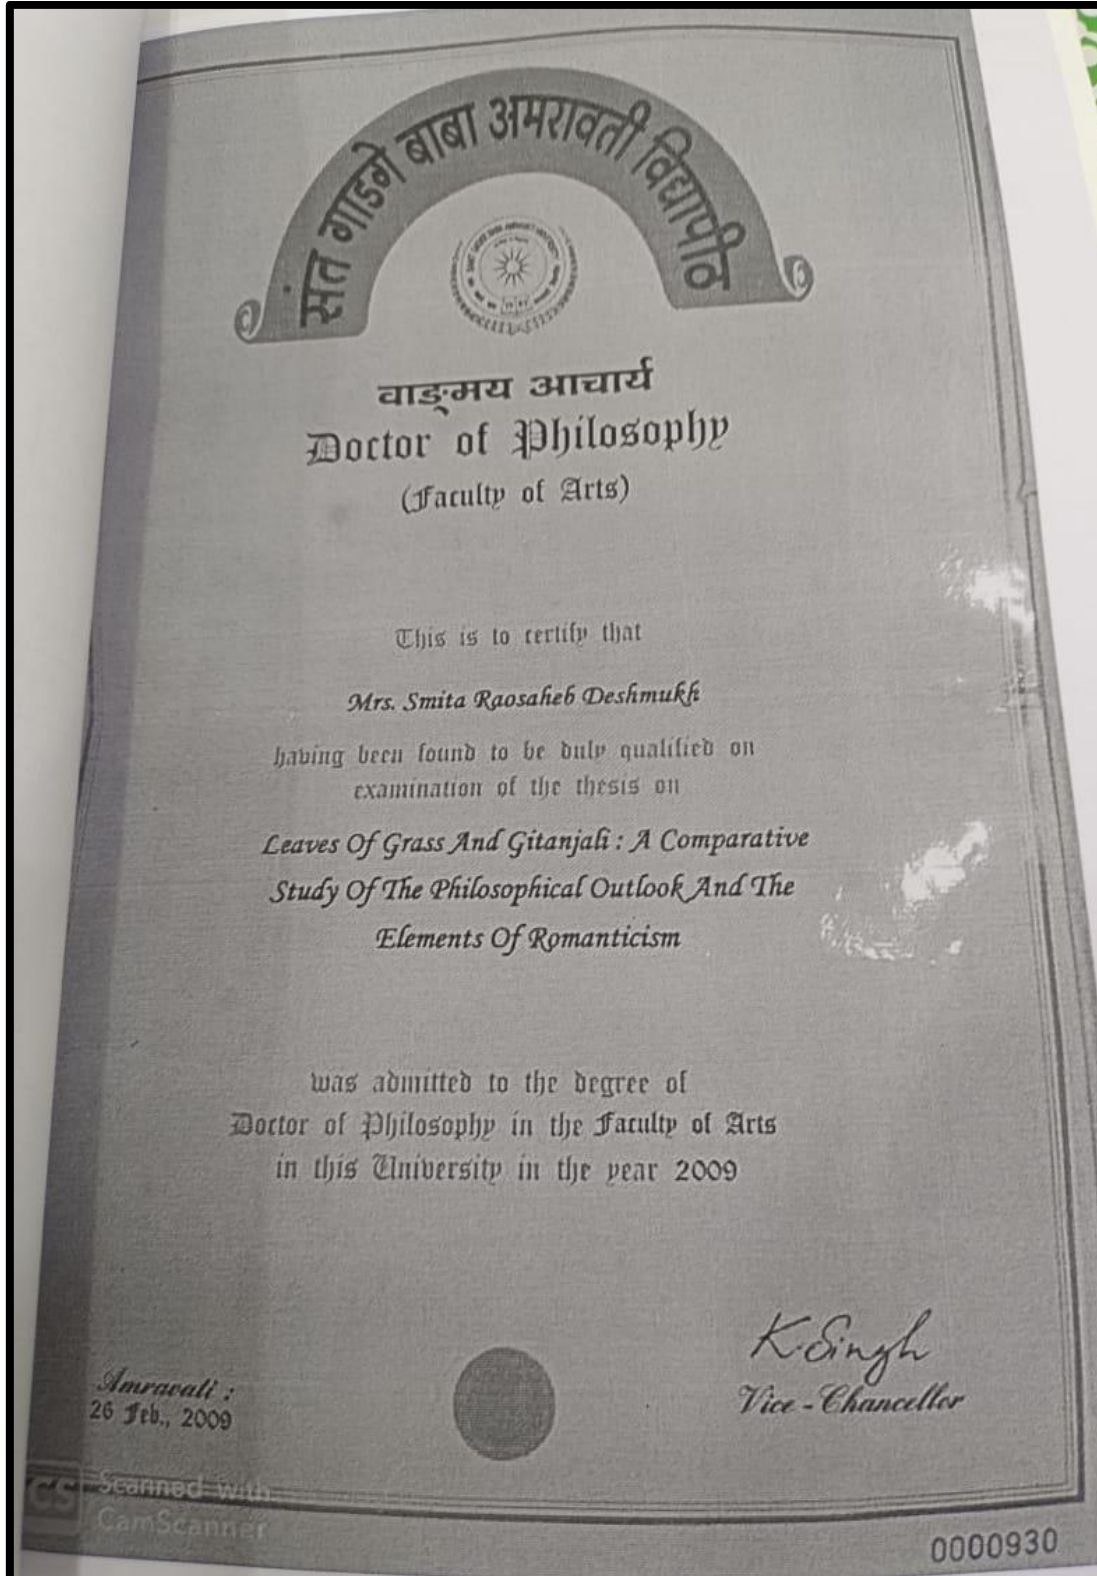 संत गाडगे बाबा अमरावती विद्यापीठ
वाङ्‌मय आचार्य
Doctor of Philosophy
(Faculty of Arts)
This is to certify that
Mrs. Smita Raosaheb Deshmukh
having been found to be duly qualified on
examination of the thesis on
Leaves Of Grass And Gitanjali : A Comparative
Study Of The Philosophical Outlook And The
Elements Of Romanticism
was admitted to the degree of
Doctor of Philosophy in the Faculty of Arts
in this University in the year 2009
K Singh
Vice - Chancellor
Amravati :
26 Feb., 2009
CS
Scanned with
CamScanner
0000930